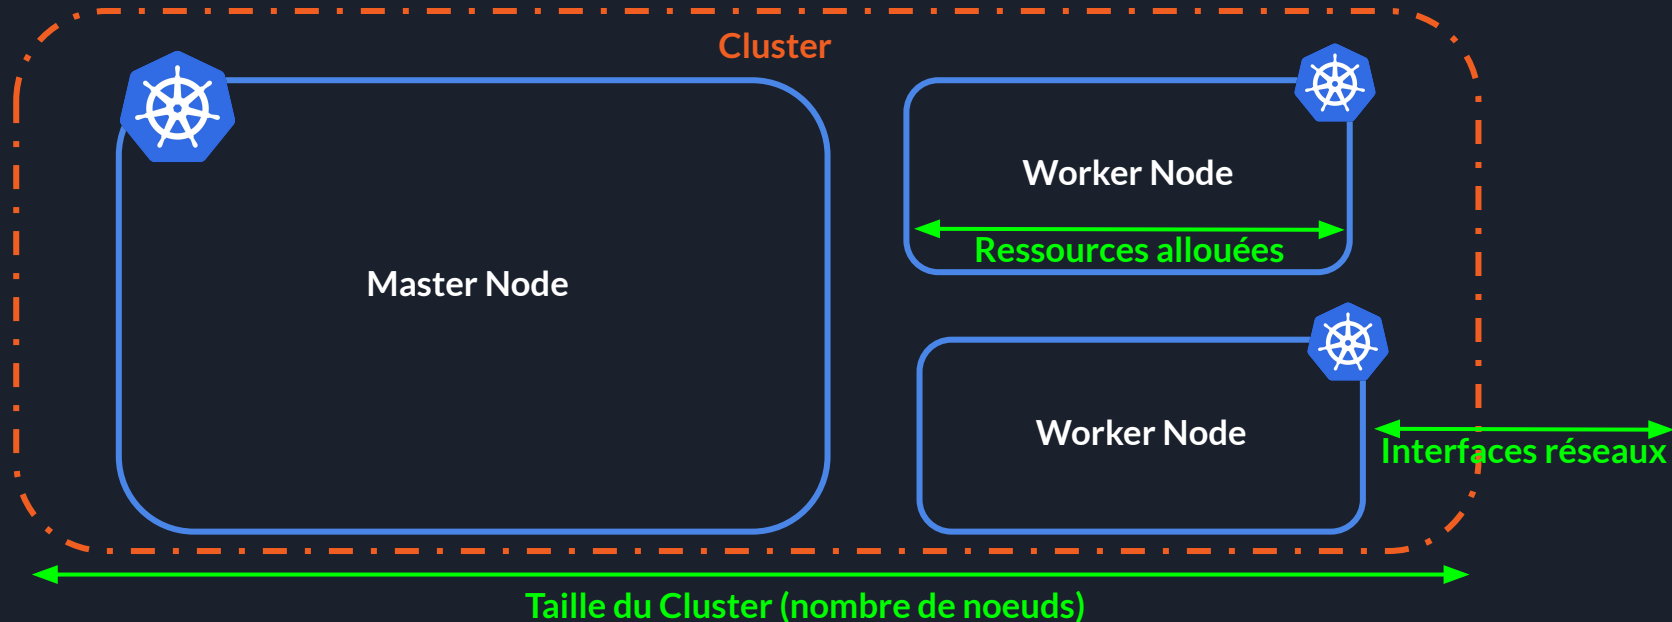 Cluster
Master Node
Worker Node
Ressources allouées
Worker Node
Interfaces réseaux
Taille du Cluster (nombre de noeuds)